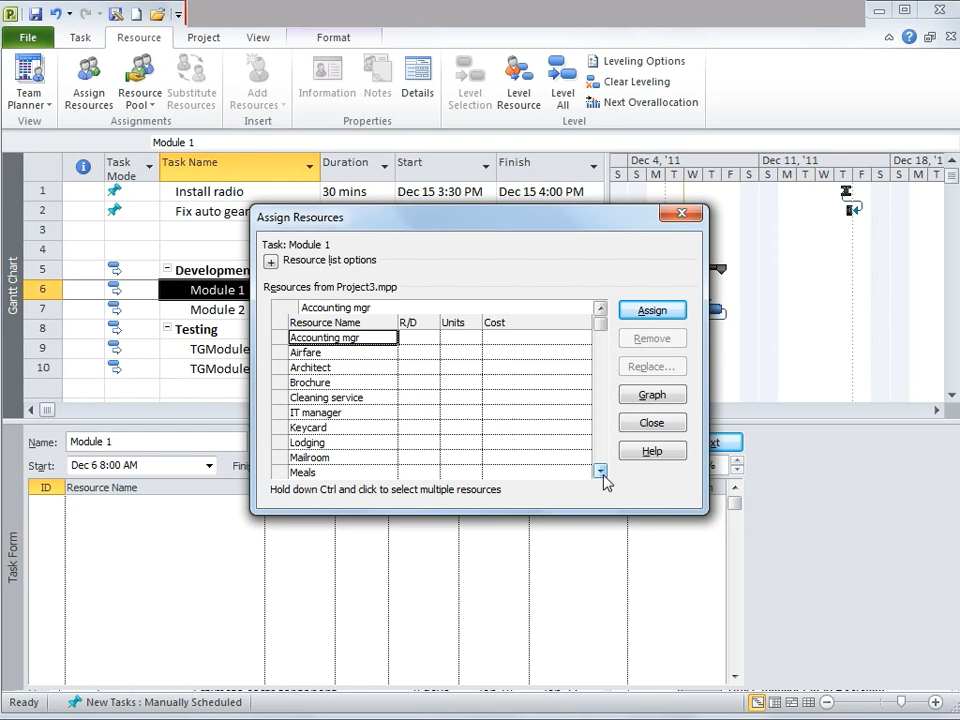 P
File Task Resource Project View Format
Team Planner
Assign Resources
Resource Pool
Substitute Resources
Add Resources
Information
Notes
Details
Level Selection
Level Resource
Level All
Leveling Options
Clear Leveling
Next Overallocation
View Assignments Insert Properties Level
Module 1
Task Mode Task Name Duration Start Finish
Dec 4, '11 Dec 11, '11 Dec 18, '1
S S M T W T F S S M T W T F S S M T
Gantt Chart
1 Install radio 30 mins Dec 15 3:30 PM Dec 15 4:00 PM
2 Fix auto gear
3
4
5 Developmen
6 Module 1
7 Module 2
8 Testing
9 TGModule
10 TGModule
Assign Resources
Task: Module 1
+ Resource list options
Resources from Project3.mpp
Accounting mgr
Resource Name R/D Units Cost
Accounting mgr
Airfare
Architect
Brochure
Cleaning service
IT manager
Keycard
Lodging
Mailroom
Meals
Hold down Ctrl and click to select multiple resources
Assign
Remove
Replace...
Graph
Close
Help
Name: Module 1 xt
Start: Dec 6 8:00 AM Fini %
ID Resource Name
Task Form
Ready New Tasks : Manually Scheduled